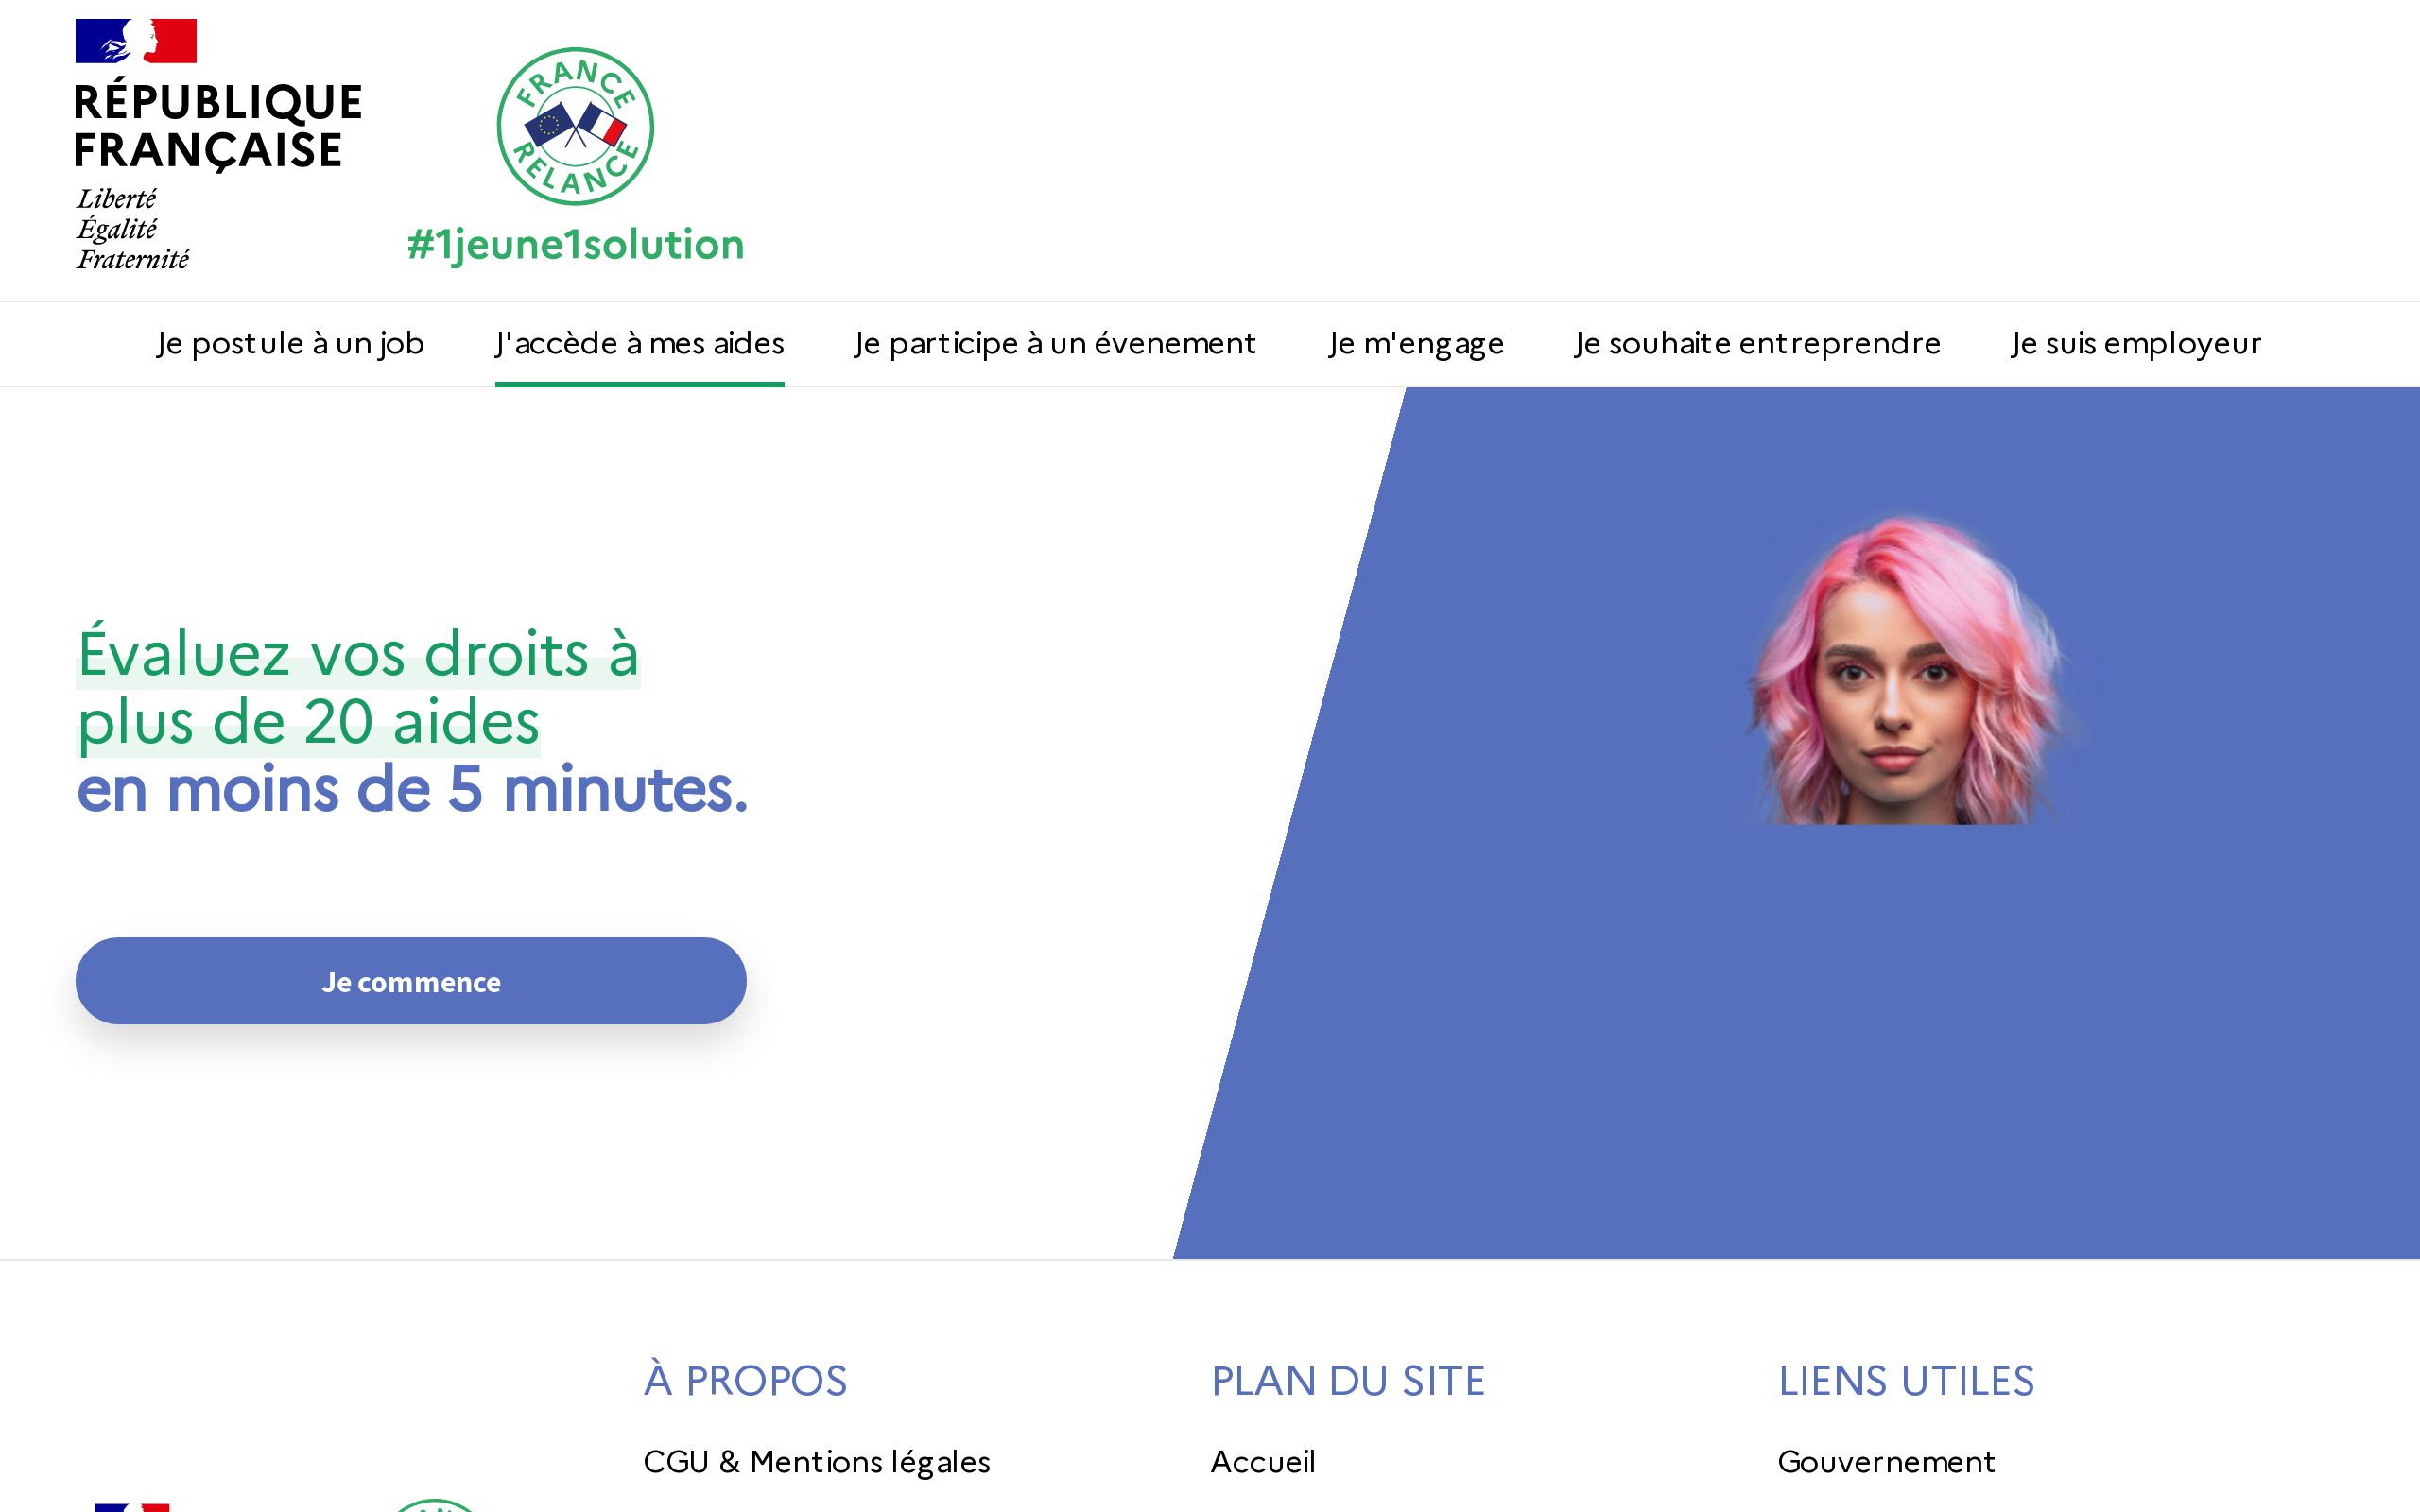 RÉPUBLIQUE
FRANÇAISE
Liberté
Égalité
Fraternité
FRANCE
RELANCE
#1jeune1solution
Je postule à un job
J'accède à mes aides
Je participe à un évenement
Je m'engage
Je souhaite entreprendre
Je suis employeur
Évaluez vos droits à
plus de 20 aides
en moins de 5 minutes.
Je commence
À PROPOS
PLAN DU SITE
LIENS UTILES
CGU & Mentions légales
Accueil
Gouvernement